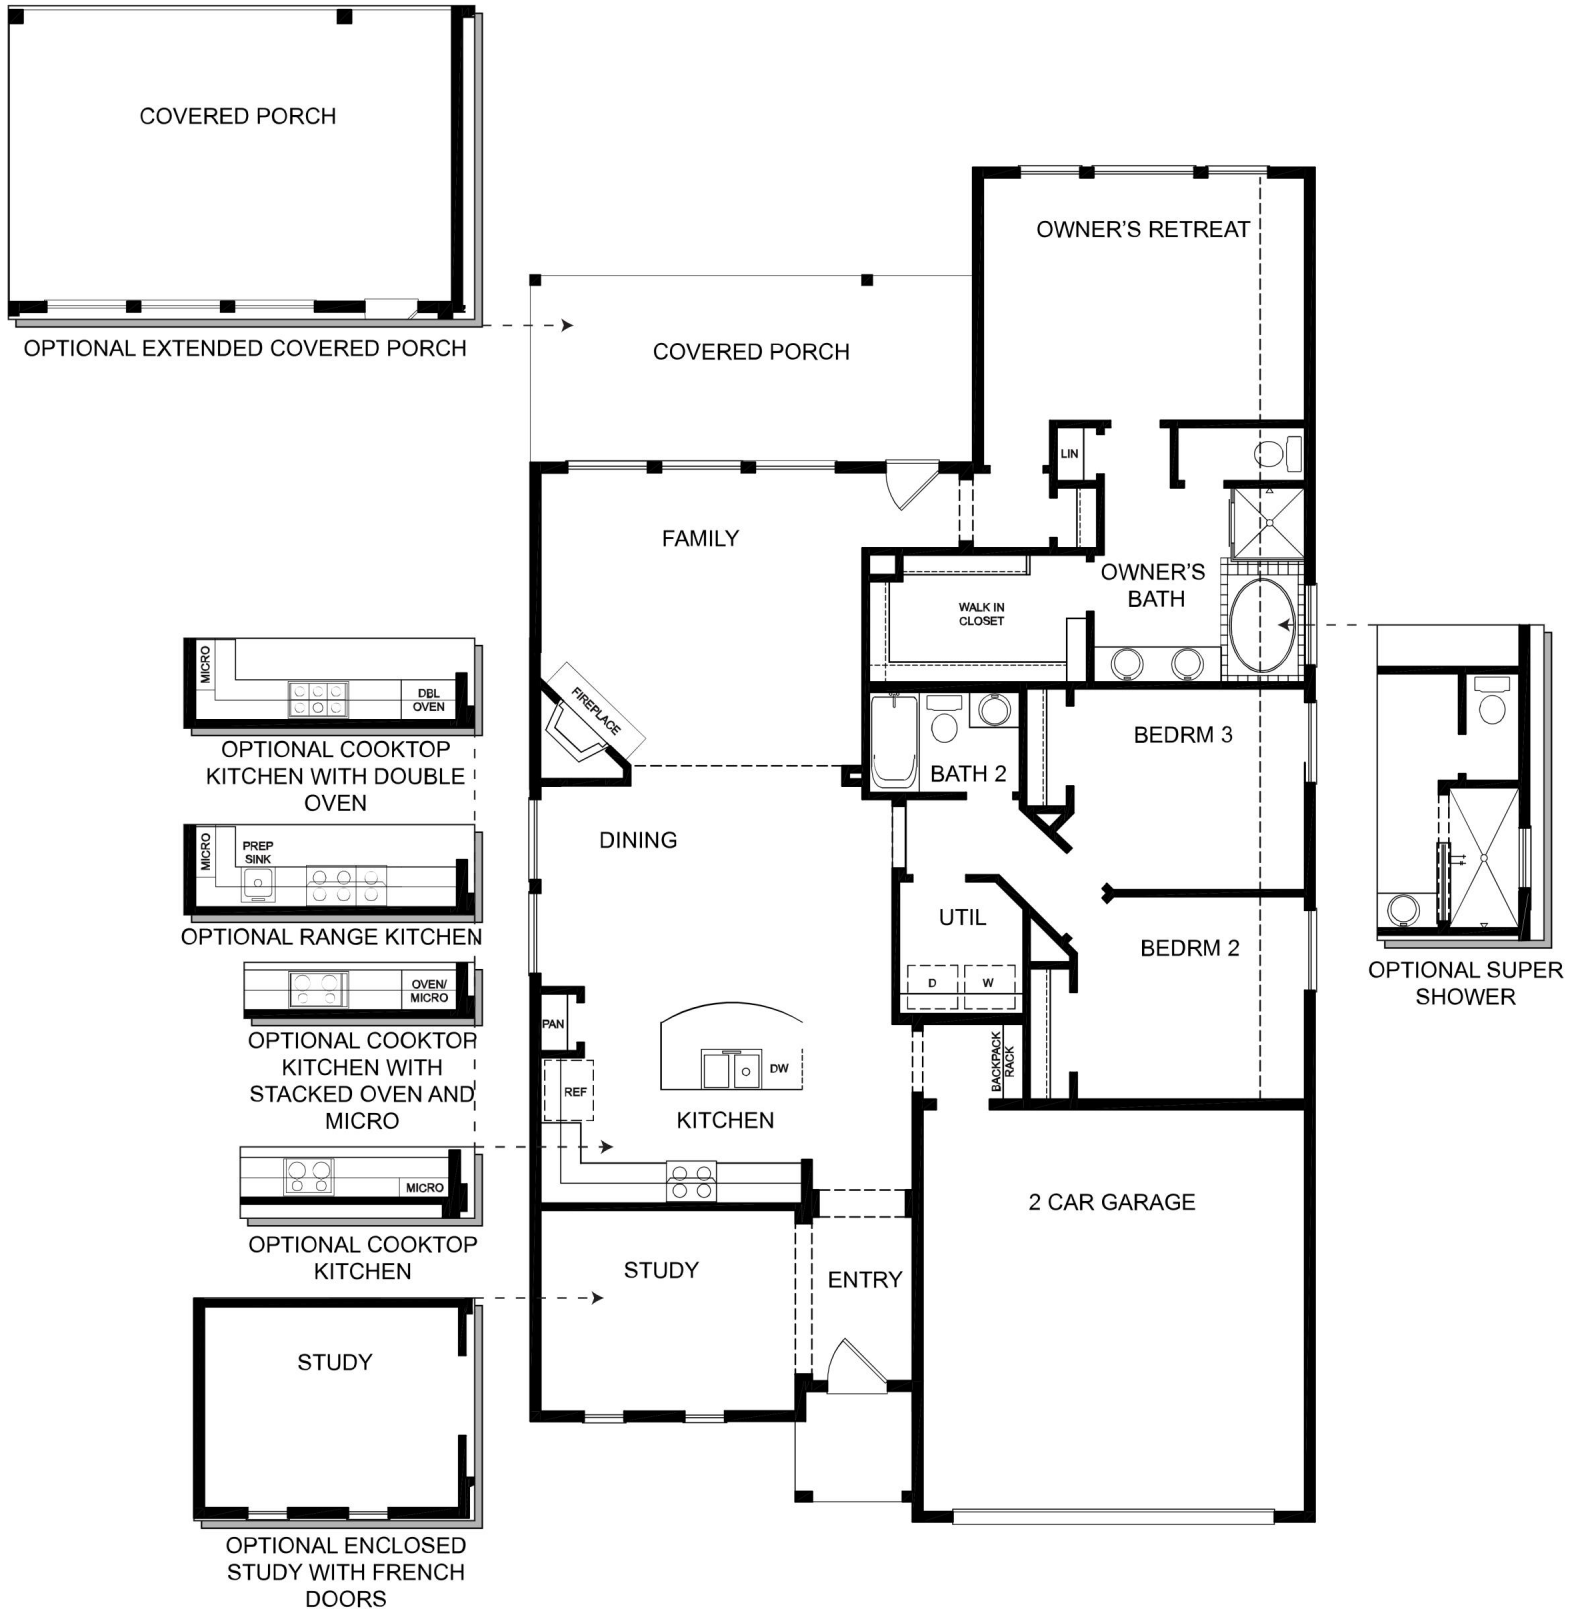 COVERED PORCH
OPTIONAL EXTENDED COVERED PORCH
OWNER'S RETREAT
COVERED PORCH
LIN
FAMILY
OWNER'S
BATH
WALK IN
CLOSET
FIREPLACE
MICRO
DBL
OVEN
OPTIONAL COOKTOP
KITCHEN WITH DOUBLE
OVEN
BEDRM 3
BATH 2
DINING
MICRO
PREP
SINK
OPTIONAL RANGE KITCHEN
UTIL
D
W
BEDRM 2
OPTIONAL SUPER
SHOWER
OVEN/
MICRO
OPTIONAL COOKTOP
KITCHEN WITH
STACKED OVEN AND
MICRO
PAN
REF
DW
KITCHEN
BACKPACK
RACK
MICRO
OPTIONAL COOKTOP
KITCHEN
2 CAR GARAGE
STUDY
ENTRY
STUDY
OPTIONAL ENCLOSED
STUDY WITH FRENCH
DOORS